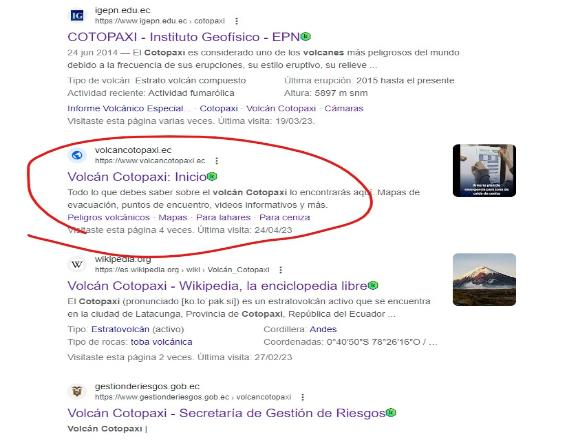 igepn.edu.ec
https://www.igepn.edu.ec › cotopaxi
COTOPAXI - Instituto Geofísico - EPN
24 jun 2014 — El Cotopaxi es considerado uno de los volcanes más peligrosos del mundo
debido a la frecuencia de sus erupciones, su estilo eruptivo, su relieve ...
Tipo de volcán: Estrato volcán compuesto Última erupción: 2015 hasta el presente
Actividad reciente: Actividad fumarólica Altura: 5897 m snm
Informe Volcánico Especial... · Cotopaxi · Volcán Cotopaxi · Cámaras
Visitaste esta página varias veces. Última visita: 19/03/23.
volcancotopaxi.ec
https://www.volcancotopaxi.ec
Volcán Cotopaxi: Inicio
Todo lo que debes saber sobre el volcán Cotopaxi lo encontrarás aquí. Mapas de
evacuación, puntos de encuentro, videos informativos y más.
Peligros volcánicos · Mapas · Para lahares · Para ceniza
Visitaste esta página 4 veces. Última visita: 24/04/23
wikipedia.org
https://es.wikipedia.org › wiki › Volcán_Cotopaxi
Volcán Cotopaxi - Wikipedia, la enciclopedia libre
El Cotopaxi (pronunciado [ko to ˈpak si]) es un estratovolcán activo que se encuentra
en la ciudad de Latacunga, Provincia de Cotopaxi, República del Ecuador ...
Tipo: Estratovolcán (activo) Cordillera: Andes
Tipo de rocas: toba volcánica Coordenadas: 0°40′50″S 78°26′16″O / ...
Visitaste esta página 2 veces. Última visita: 27/02/23
gestionderiesgos.gob.ec
https://www.gestionderiesgos.gob.ec › volcancotopaxi
Volcán Cotopaxi - Secretaría de Gestión de Riesgos
Volcán Cotopaxi |